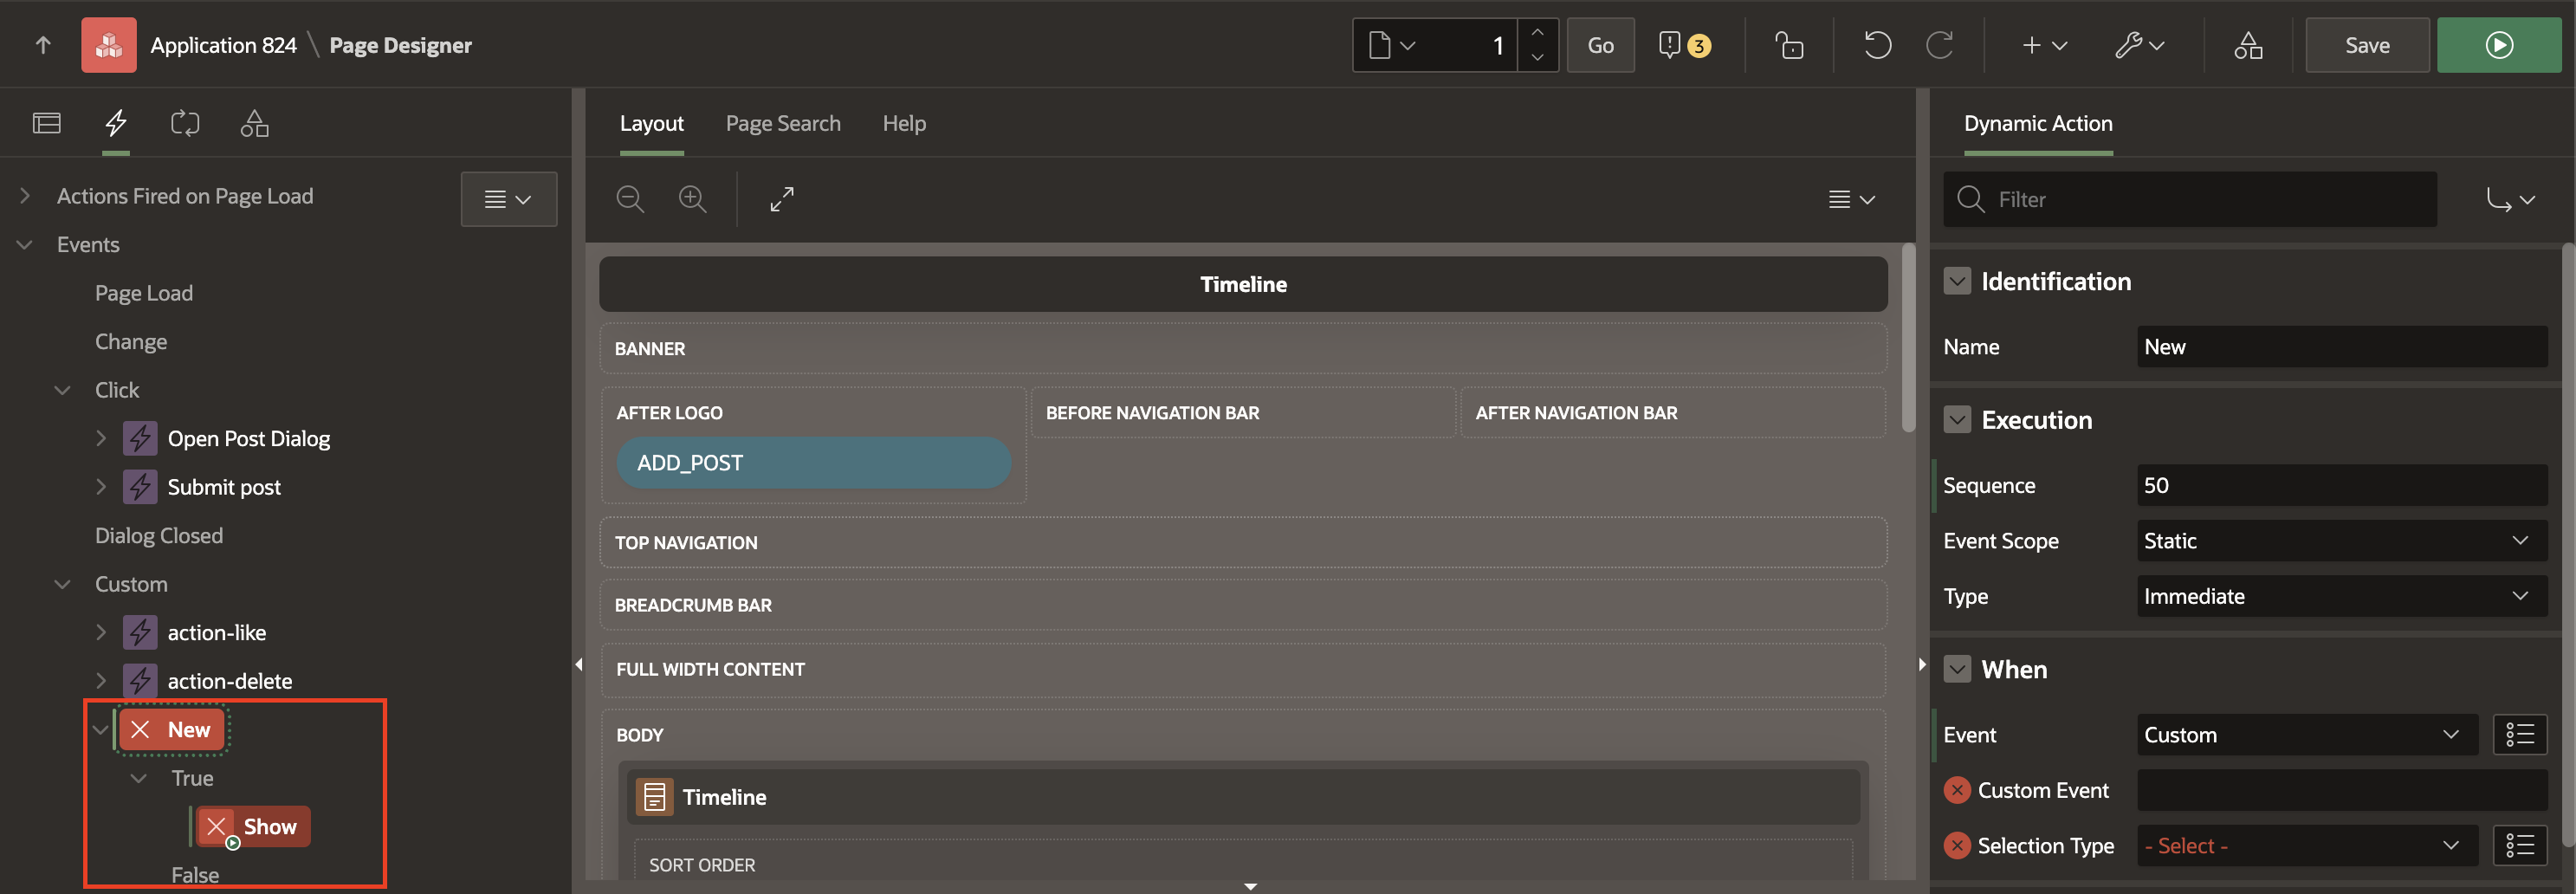 Application 824 \ Page Designer
1
Go
3
Save
Layout
Page Search
Help
Dynamic Action
Actions Fired on Page Load
Filter
Events
Page Load
Change
Click
Open Post Dialog
Submit post
Dialog Closed
Custom
action-like
action-delete
New
True
Show
False
Timeline
BANNER
AFTER LOGO
BEFORE NAVIGATION BAR
AFTER NAVIGATION BAR
ADD_POST
TOP NAVIGATION
BREADCRUMB BAR
FULL WIDTH CONTENT
BODY
Timeline
SORT ORDER
Identification
Name
New
Execution
Sequence
50
Event Scope
Static
Type
Immediate
When
Event
Custom
Custom Event
Selection Type
- Select -